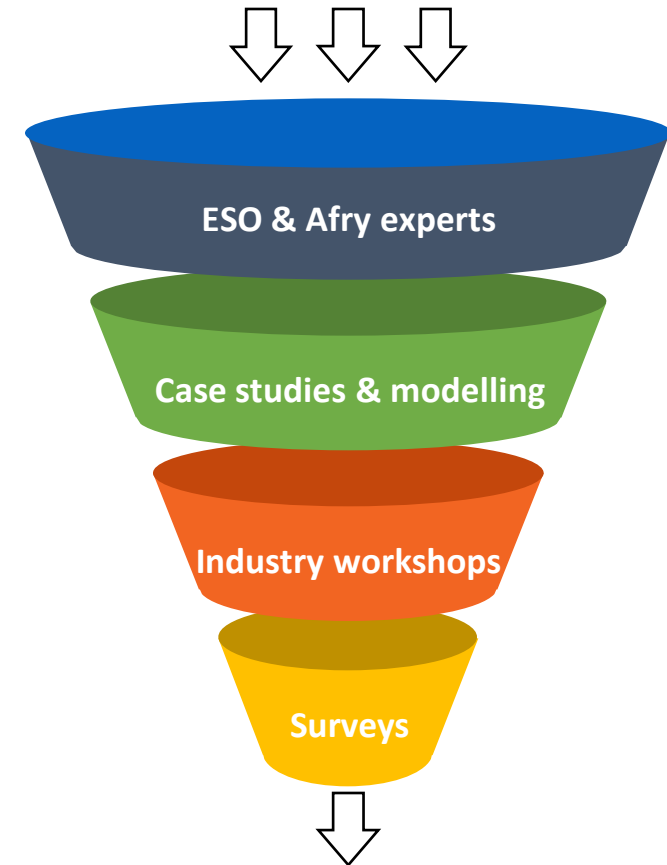 ESO & Afry experts
Case studies & modelling
Industry workshops
Surveys